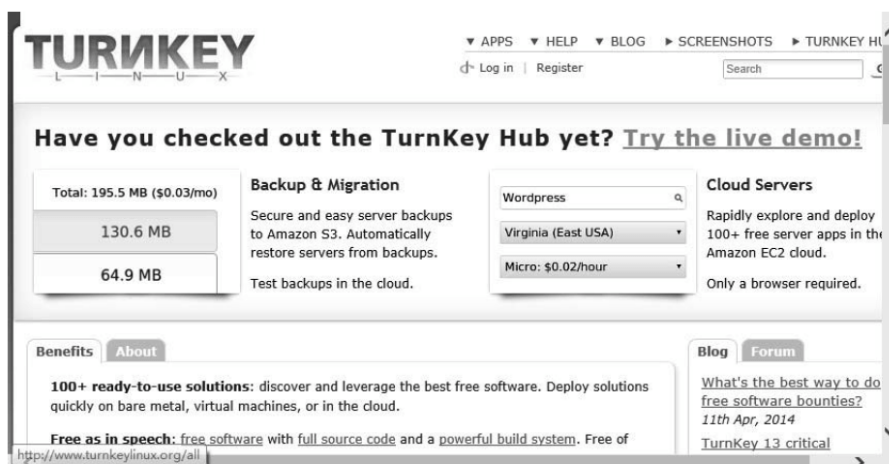 TURNKEY
LINUX
▼ APPS ▼ HELP ▼ BLOG ► SCREENSHOTS ► TURNKEY HU
Log in | Register
Search
Have you checked out the TurnKey Hub yet? Try the live demo!
Total: 195.5 MB ($0.03/mo)
130.6 MB
64.9 MB
Backup & Migration
Secure and easy server backups
to Amazon S3. Automatically
restore servers from backups.
Test backups in the cloud.
Wordpress
Virginia (East USA)
Micro: $0.02/hour
Cloud Servers
Rapidly explore and deploy
100+ free server apps in the
Amazon EC2 cloud.
Only a browser required.
Benefits About
100+ ready-to-use solutions: discover and leverage the best free software. Deploy solutions
quickly on bare metal, virtual machines, or in the cloud.
Free as in speech: free software with full source code and a powerful build system. Free of
http://www.turnkeylinux.org/all
Blog Forum
What's the best way to do
free software bounties?
11th Apr, 2014
TurnKey 13 critical